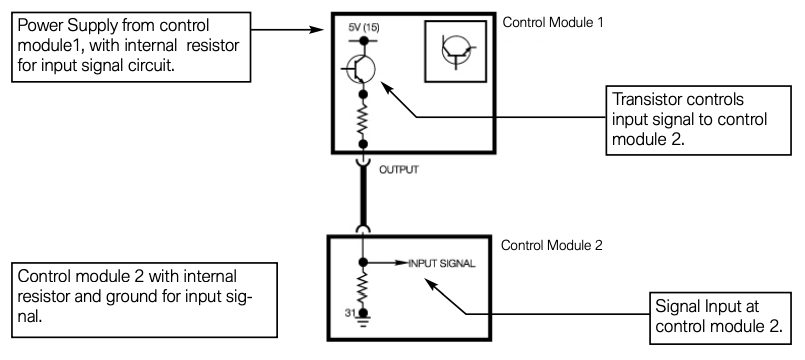 Power Supply from control
module1, with internal resistor
for input signal circuit.
Control Module 1
5V (15)
Transistor controls
input signal to control
module 2.
OUTPUT
Control Module 2
INPUT SIGNAL
Control module 2 with internal
resistor and ground for input sig-
nal.
31
Signal Input at
control module 2.